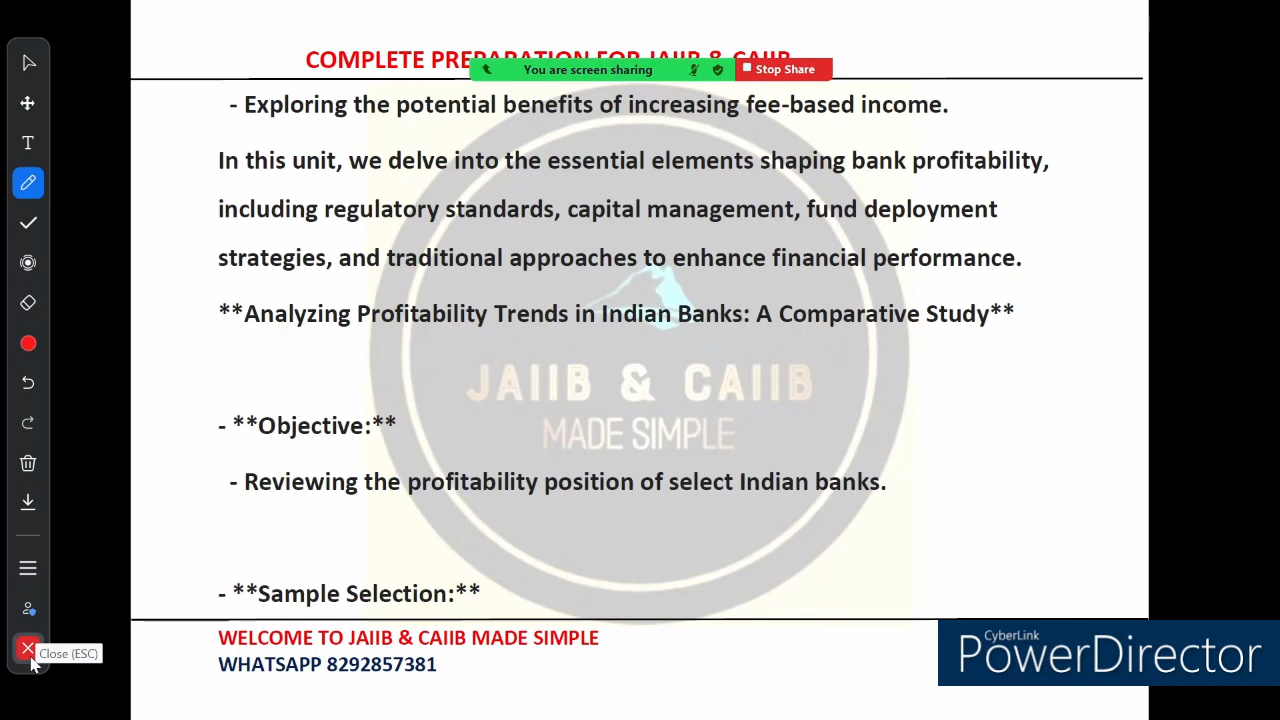 COMPLETE PREPARATION FOR JAIIB & CAIIB
You are screen sharing
Stop Share
- Exploring the potential benefits of increasing fee-based income.
In this unit, we delve into the essential elements shaping bank profitability,
including regulatory standards, capital management, fund deployment
strategies, and traditional approaches to enhance financial performance.
**Analyzing Profitability Trends in Indian Banks: A Comparative Study**
JAIIB & CAIIB
MADE SIMPLE
- **Objective:**
- Reviewing the profitability position of select Indian banks.
- **Sample Selection:**
WELCOME TO JAIIB & CAIIB MADE SIMPLE
WHATSAPP 8292857381
T
Close (ESC)
CyberLink
PowerDirector